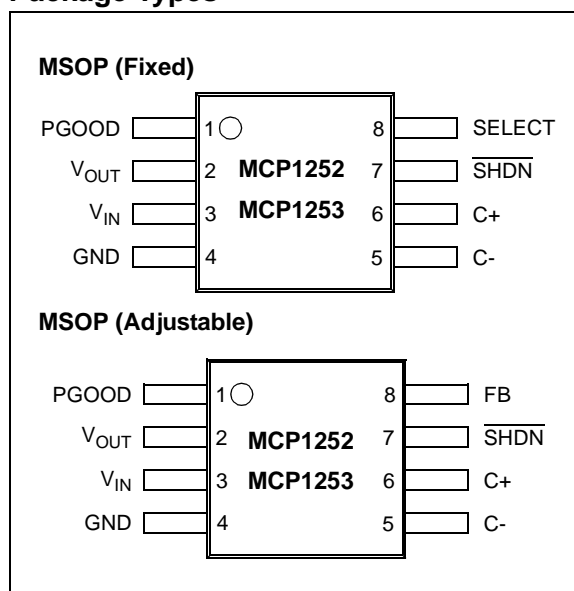 Package Types
MSOP (Fixed)
PGOOD 1 8 SELECT
VOUT 2 MCP1252 7 SHDN
VIN 3 MCP1253 6 C+
GND 4 5 C-
MSOP (Adjustable)
PGOOD 1 8 FB
VOUT 2 MCP1252 7 SHDN
VIN 3 MCP1253 6 C+
GND 4 5 C-